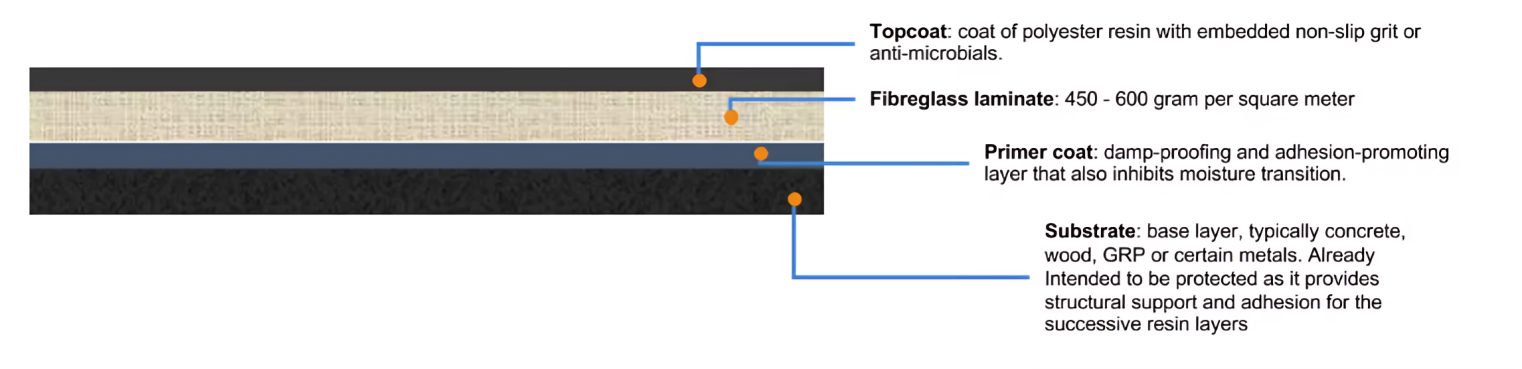 Topcoat: coat of polyester resin with embedded non-slip grit or
anti-microbials.
Fibreglass laminate: 450 - 600 gram per square meter
Primer coat: damp-proofing and adhesion-promoting
layer that also inhibits moisture transition.
Substrate: base layer, typically concrete,
wood, GRP or certain metals. Already
Intended to be protected as it provides
structural support and adhesion for the
successive resin layers